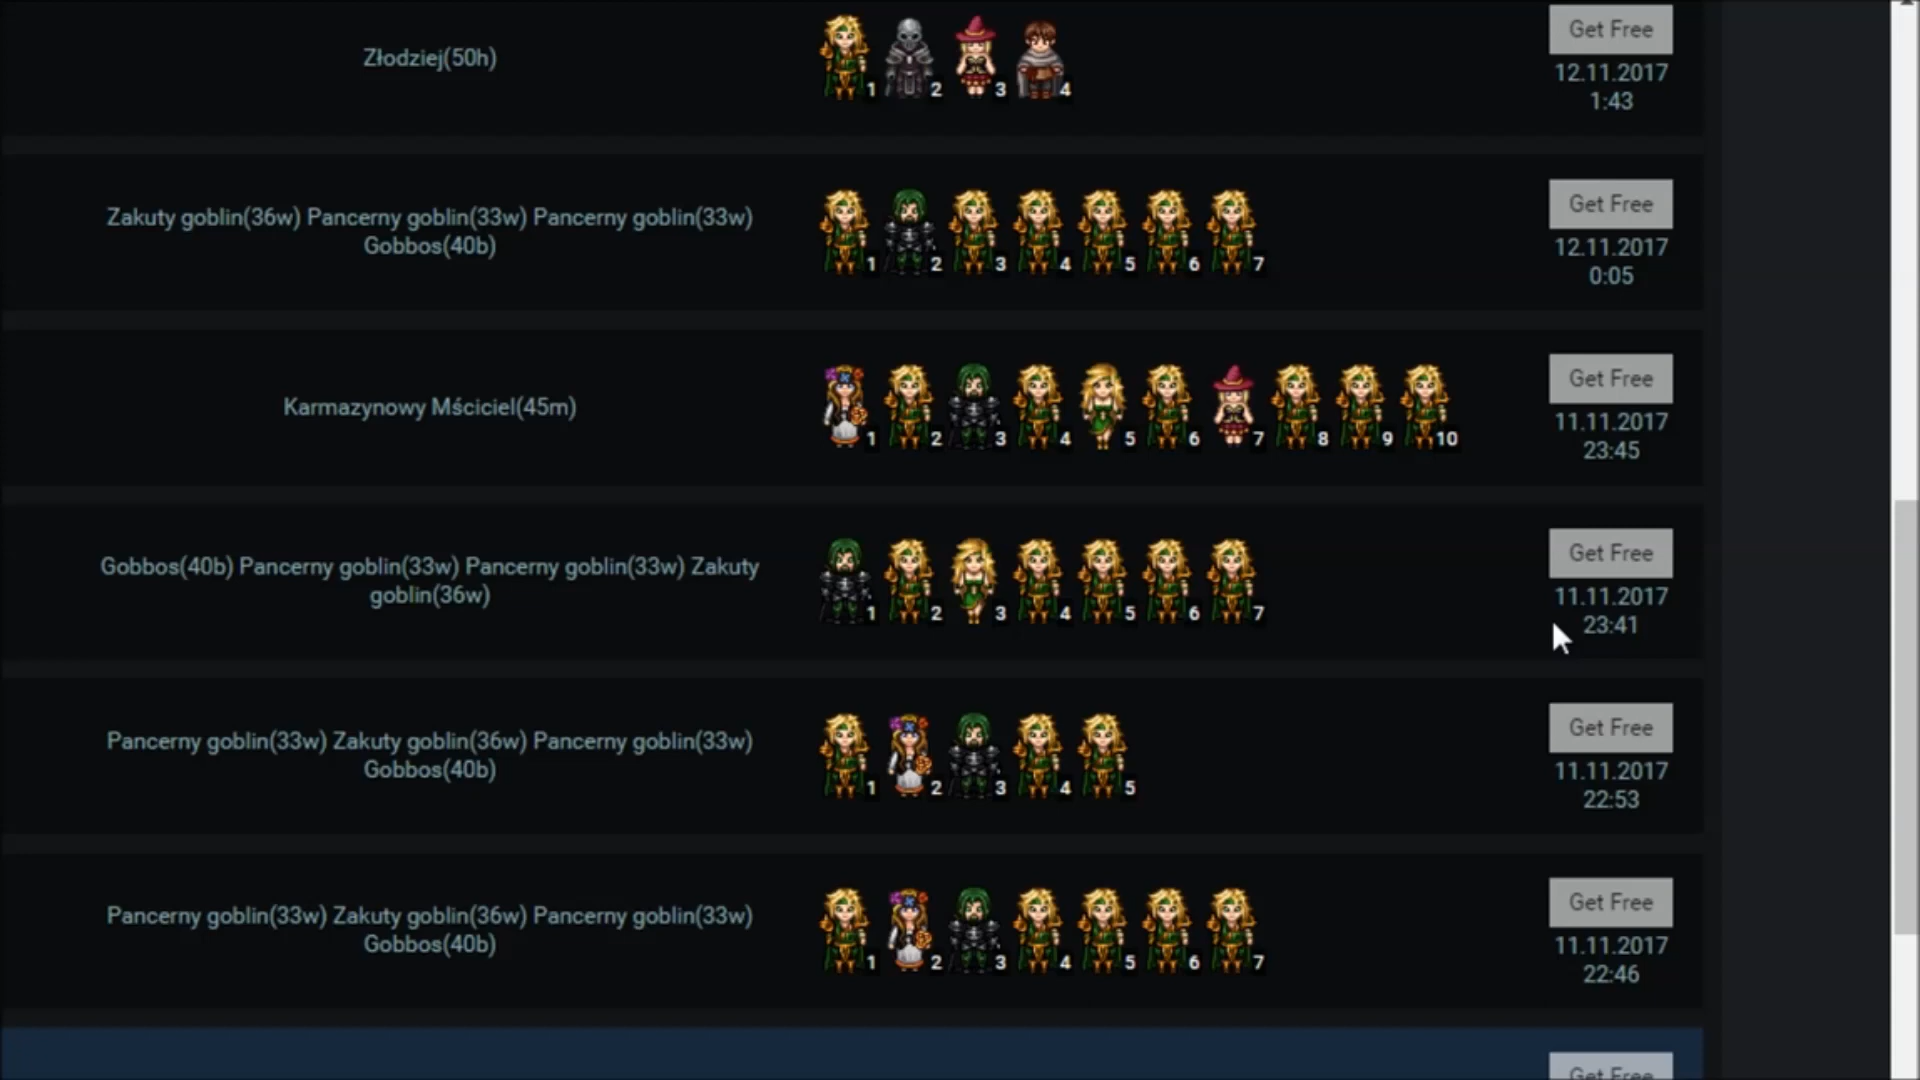 Złodziej(50h)
1 2 3 4
Get Free
12.11.2017
1:43
Zakuty goblin(36w) Pancerny goblin(33w) Pancerny goblin(33w)
Gobbos(40b)
1 2 3 4 5 6 7
Get Free
12.11.2017
0:05
Karmazynowy Mściciel(45m)
1 2 3 4 5 6 7 8 9 10
Get Free
11.11.2017
23:45
Gobbos(40b) Pancerny goblin(33w) Pancerny goblin(33w) Zakuty
goblin(36w)
1 2 3 4 5 6 7
Get Free
11.11.2017
23:41
Pancerny goblin(33w) Zakuty goblin(36w) Pancerny goblin(33w)
Gobbos(40b)
1 2 3 4 5
Get Free
11.11.2017
22:53
Pancerny goblin(33w) Zakuty goblin(36w) Pancerny goblin(33w)
Gobbos(40b)
1 2 3 4 5 6 7
Get Free
11.11.2017
22:46
Get Free